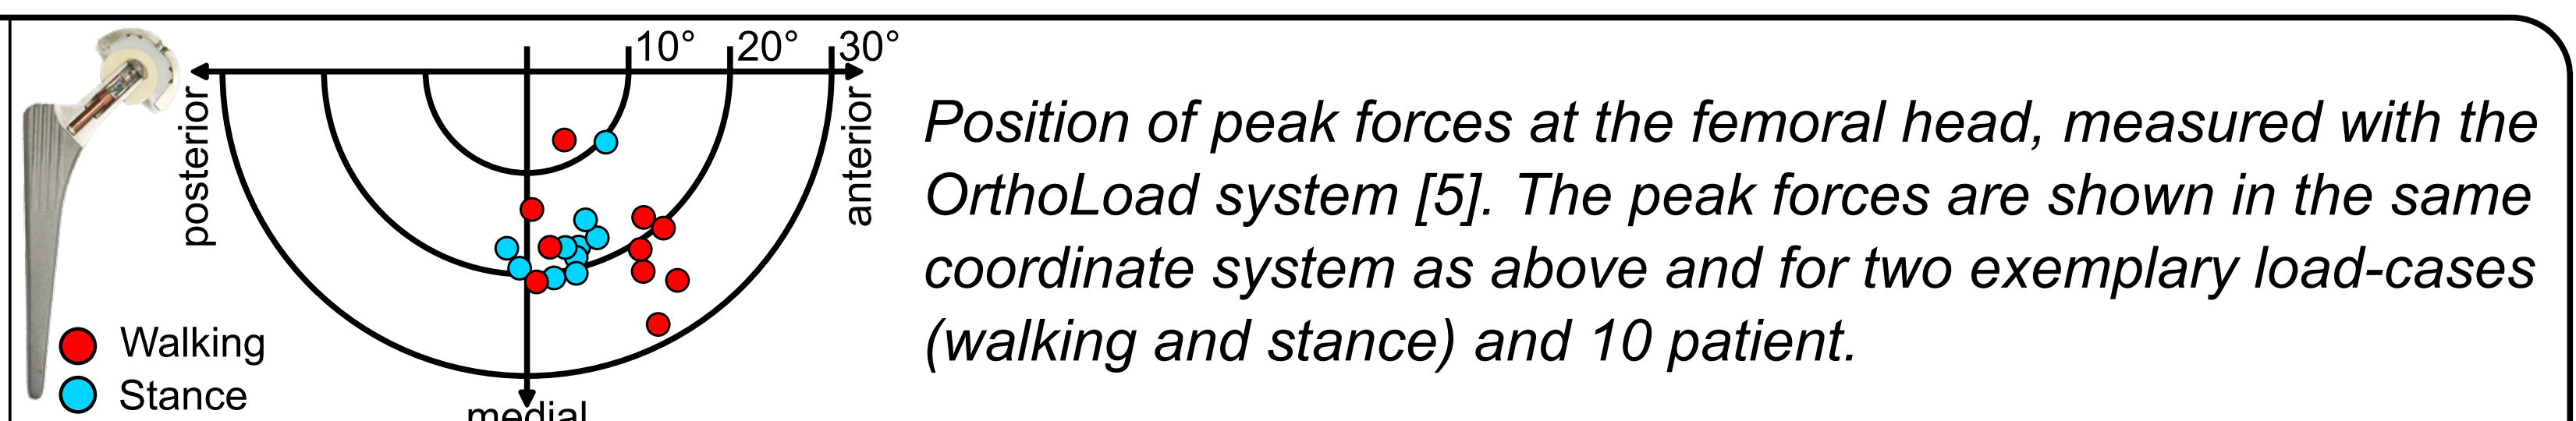 10° 20° 30°
posterior
anterior
medial
Walking
Stance
Position of peak forces at the femoral head, measured with the
OrthoLoad system [5]. The peak forces are shown in the same
coordinate system as above and for two exemplary load-cases
(walking and stance) and 10 patient.